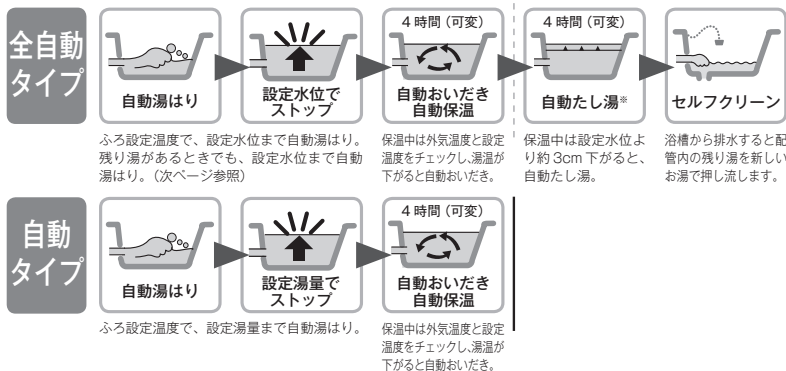 全自動
タイプ
自動湯はり
設定水位で
ストップ
4時間（可変）
自動おいだき
自動保温
4時間（可変）
自動たし湯※
セルフクリーン
ふろ設定温度で、設定水位まで自動湯はり。
残り湯があるときでも、設定水位まで自動
湯はり。（次ページ参照）
保温中は外気温度と設定
温度をチェックし、湯温が
下がると自動おいだき。
保温中は設定水位よ
り約3cm下がると、
自動たし湯。
浴槽から排水すると配
管内の残り湯を新しい
お湯で押し流します。
自動
タイプ
自動湯はり
設定湯量で
ストップ
4時間（可変）
自動おいだき
自動保温
ふろ設定温度で、設定湯量まで自動湯はり。
保温中は外気温度と設定
温度をチェックし、湯温が
下がると自動おいだき。